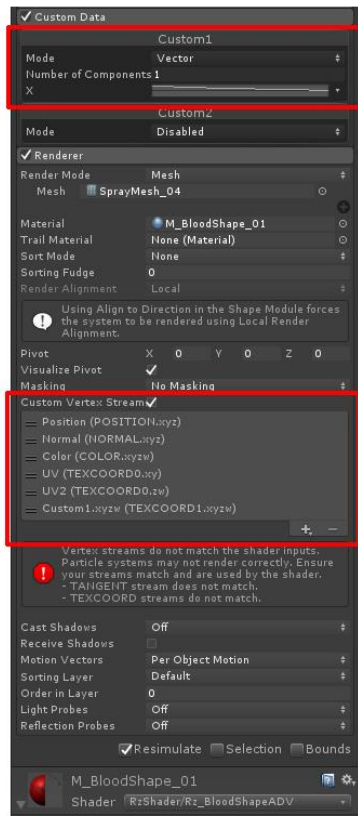 Custom Data
Custom1
Mode Vector
Number of Components 1
X
Custom2
Mode Disabled
Renderer
Render Mode Mesh
Mesh SprayMesh_04
Material M_BloodShape_01
Trail Material None (Material)
Sort Mode None
Sorting Fudge 0
Render Alignment Local
Using Align to Direction in the Shape Module forces
the system to be rendered using Local Render
Alignment.
Pivot X 0 Y 0 Z 0
Visualize Pivot
Masking No Masking
Custom Vertex Stream
Position (POSITION.xyz)
Normal (NORMAL.xyz)
Color (COLOR.xyzw)
UV (TEXCOORD0.xy)
UV2 (TEXCOORD0.zw)
Custom1.xyzw (TEXCOORD1.xyzw)
Vertex streams do not match the shader inputs.
Particle systems may not render correctly. Ensure
your streams match and are used by the shader.
- TANGENT stream does not match.
- TEXCOORD streams do not match.
Cast Shadows Off
Receive Shadows
Motion Vectors Per Object Motion
Sorting Layer Default
Order in Layer 0
Light Probes Off
Reflection Probes Off
Resimulate Selection Bounds
M_BloodShape_01
Shader RzShader/Rz_BloodShapeADV